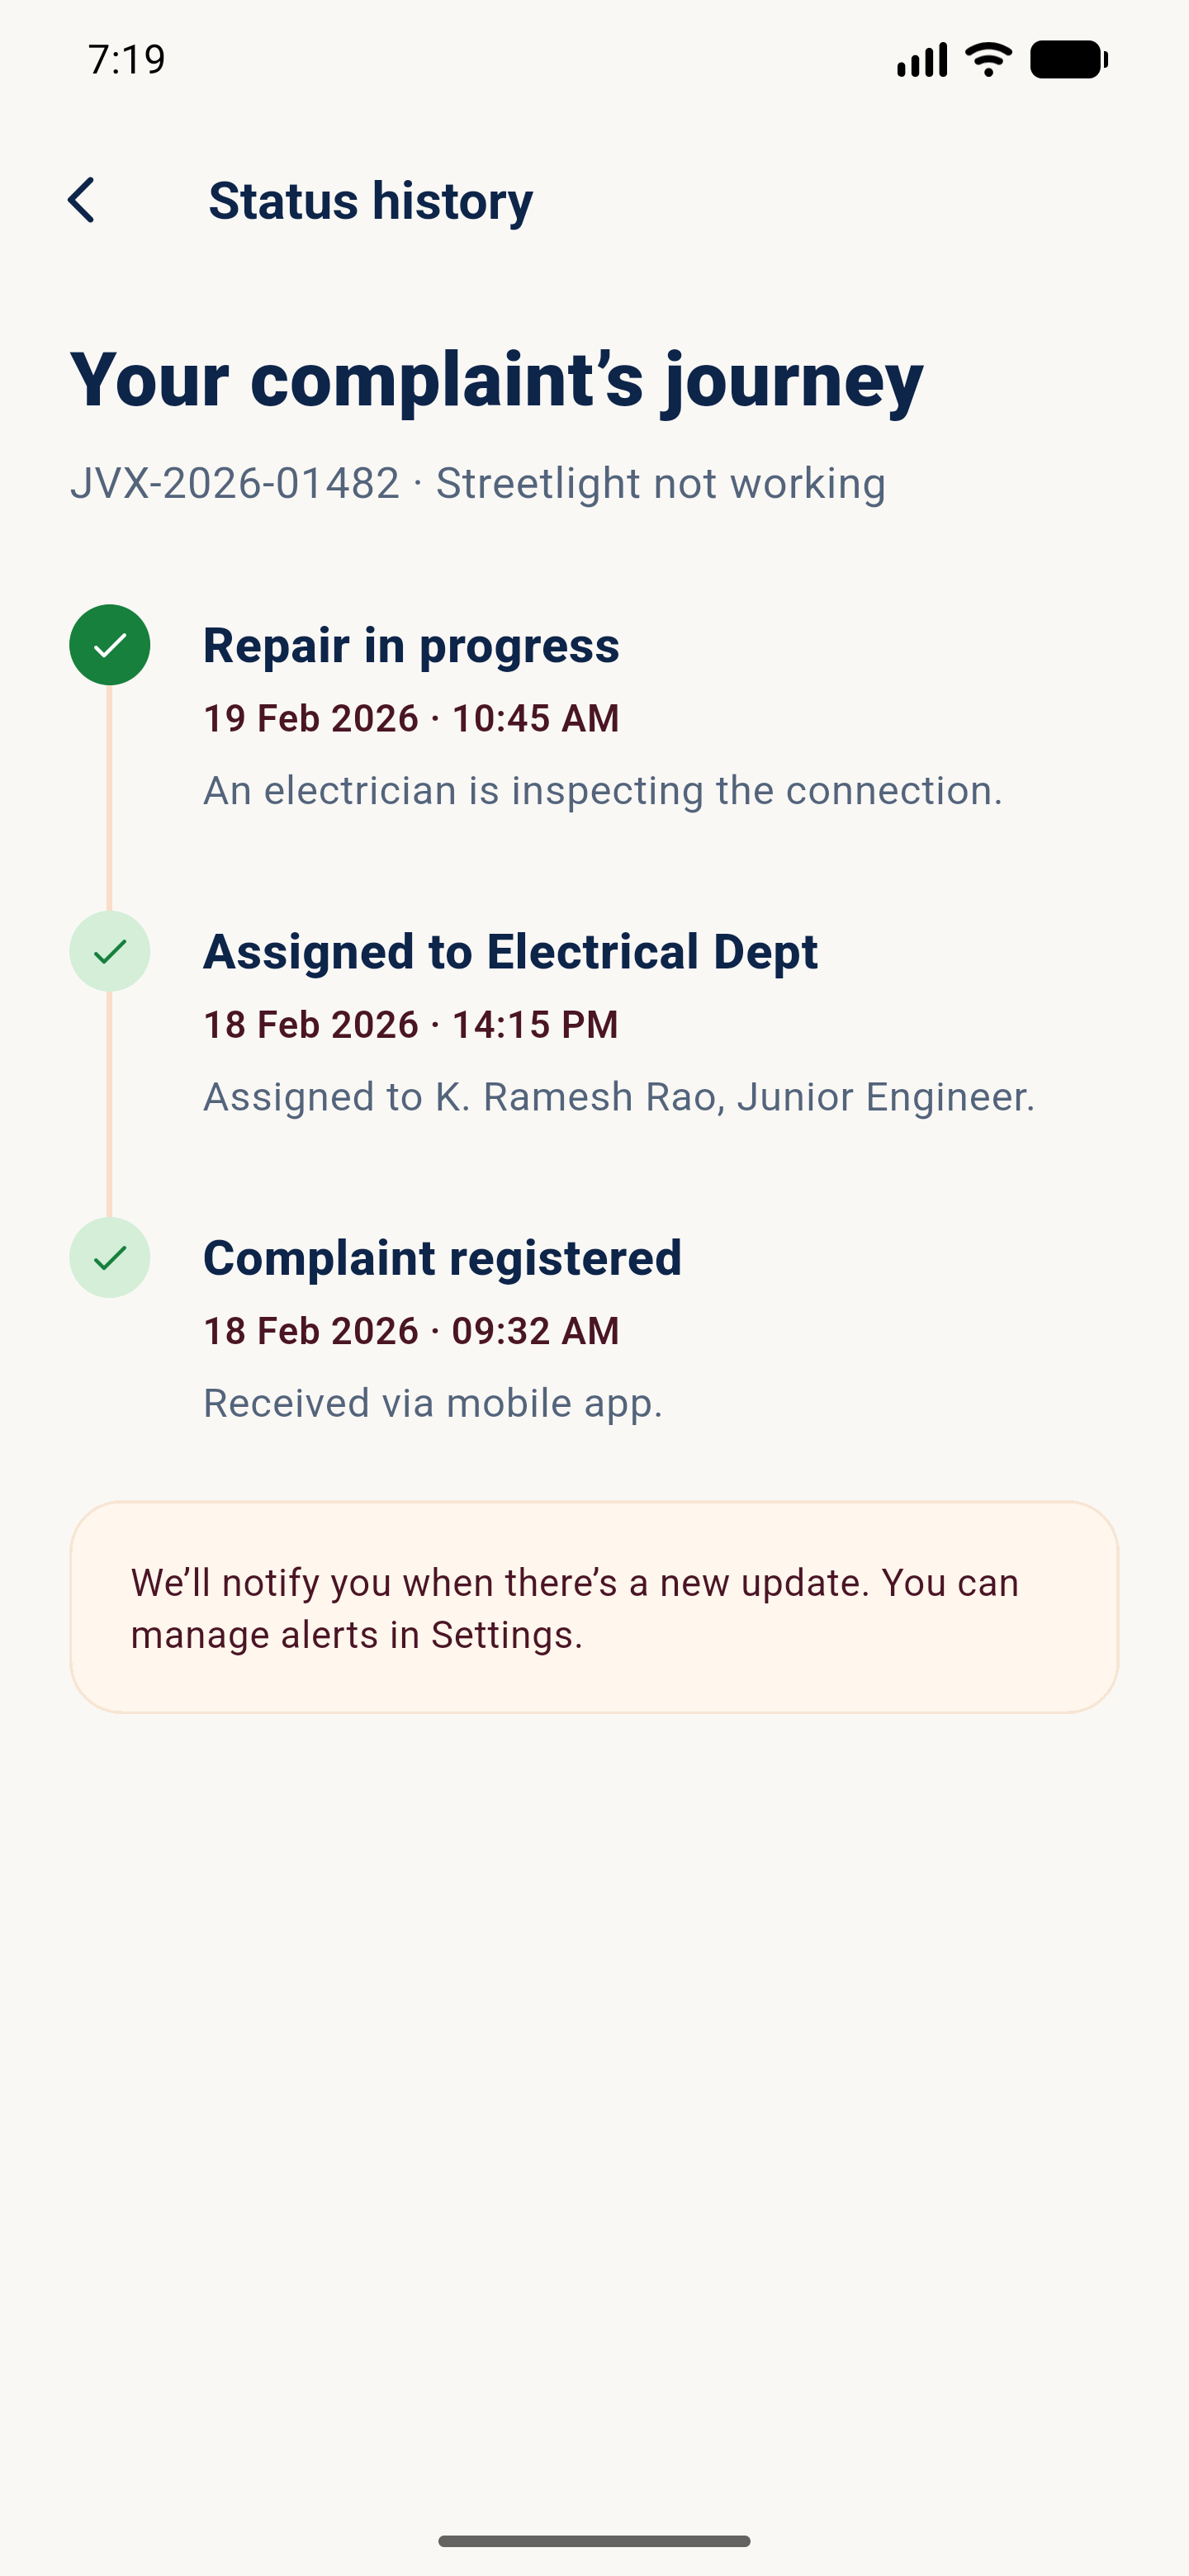 7:19
Status history
Your complaint’s journey
JVX-2026-01482 · Streetlight not working
Repair in progress
19 Feb 2026 · 10:45 AM
An electrician is inspecting the connection.
Assigned to Electrical Dept
18 Feb 2026 · 14:15 PM
Assigned to K. Ramesh Rao, Junior Engineer.
Complaint registered
18 Feb 2026 · 09:32 AM
Received via mobile app.
We’ll notify you when there’s a new update. You can
manage alerts in Settings.